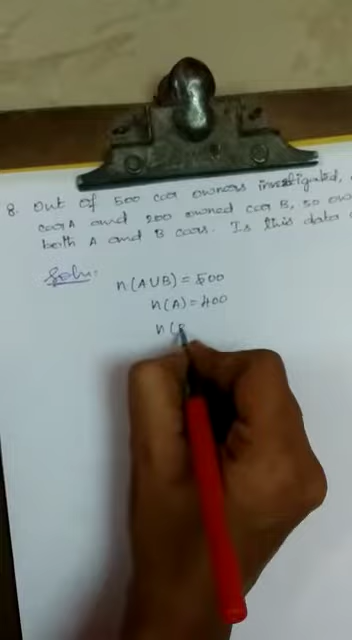 8. Out of 500 car owners investigated,
car A and 200 owned car B, 50 ow
both A and B cars. Is this data
Soln:
n(AUB) = 500
n(A) = 400
n(